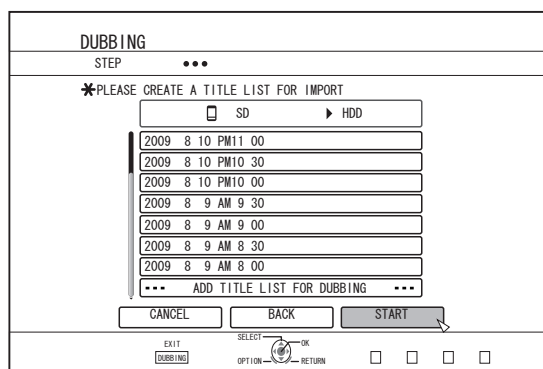 DUBBING
STEP
*PLEASE CREATE A TITLE LIST FOR IMPORT
SD ▶ HDD
2009 8 10 PM11 00
2009 8 10 PM10 30
2009 8 10 PM10 00
2009 8 9 AM 9 30
2009 8 9 AM 9 00
2009 8 9 AM 8 30
2009 8 9 AM 8 00
--- ADD TITLE LIST FOR DUBBING ---
CANCEL BACK START
EXIT
DUBBING
SELECT OK
OPTION RETURN